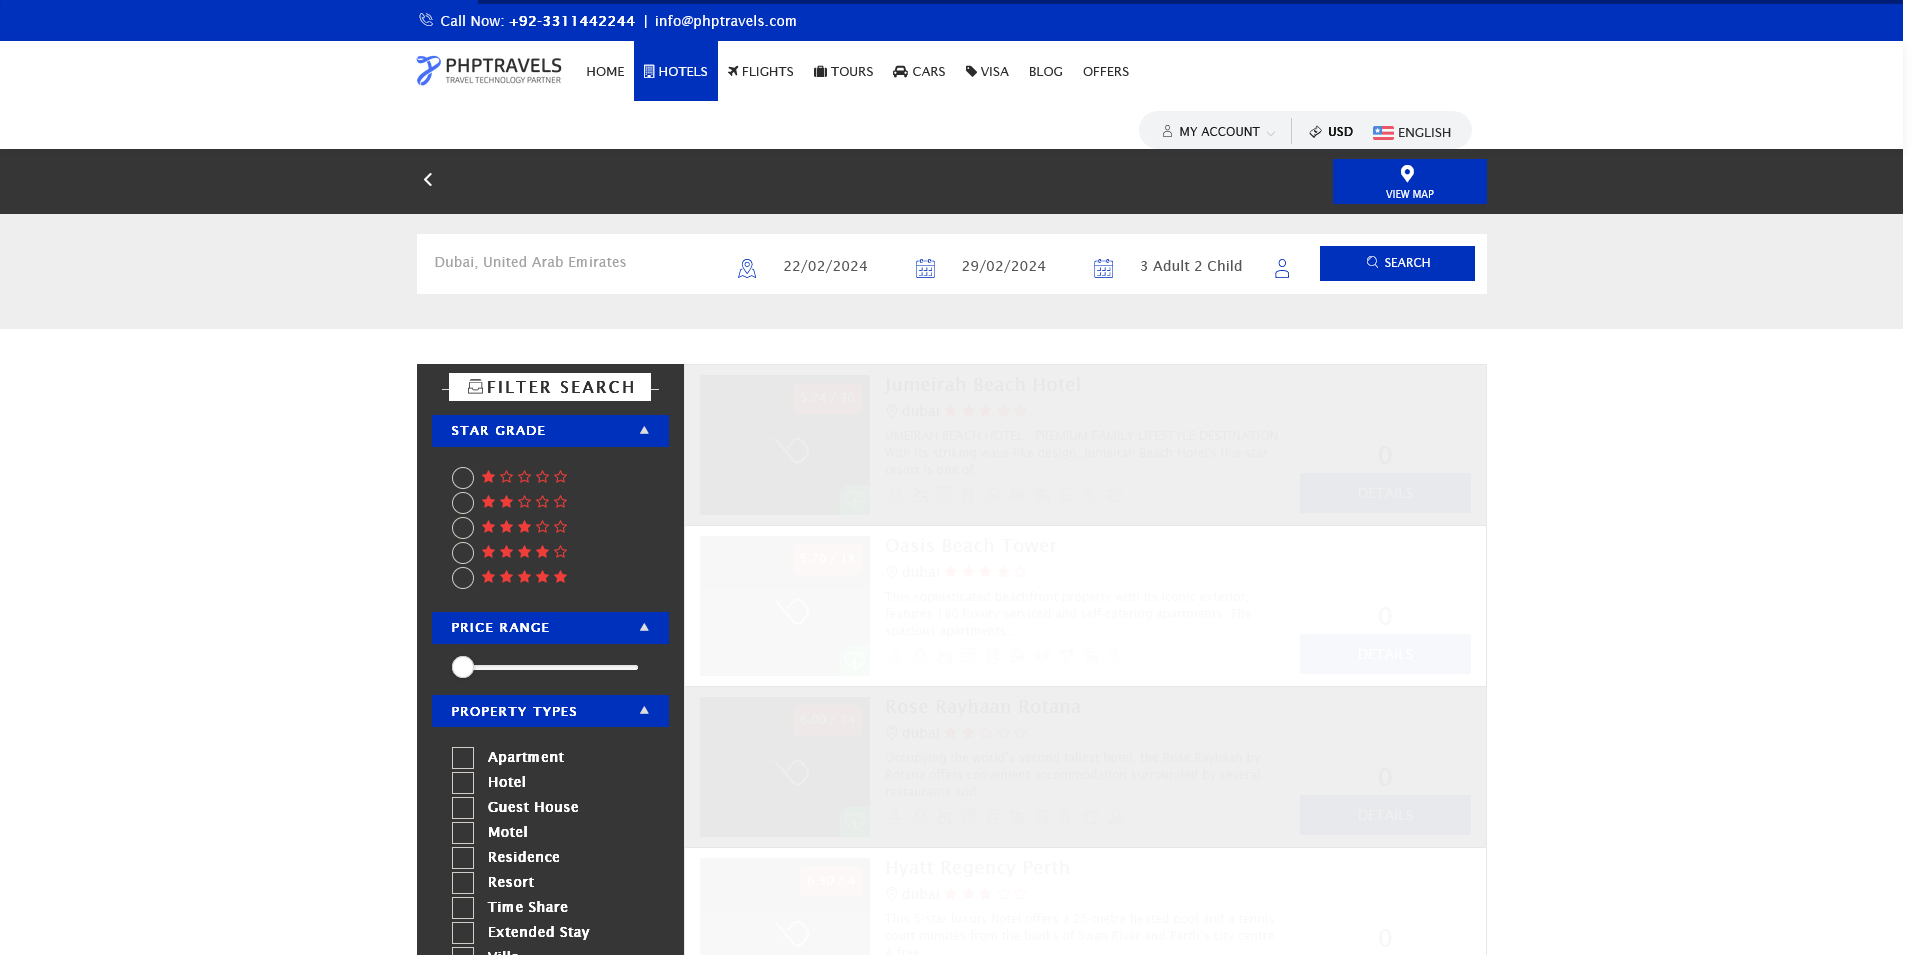 Call Now: +92-3311442244 | info@phptravels.com
PHPTRAVELS
TRAVEL TECHNOLOGY PARTNER
HOME HOTELS FLIGHTS TOURS CARS VISA BLOG OFFERS
MY ACCOUNT USD ENGLISH
VIEW MAP
Dubai, United Arab Emirates 22/02/2024 29/02/2024 3 Adult 2 Child SEARCH
FILTER SEARCH
STAR GRADE
PRICE RANGE
PROPERTY TYPES
Apartment
Hotel
Guest House
Motel
Residence
Resort
Time Share
Extended Stay
Villa
Jumeirah Beach Hotel
dubai
UMEIRAH BEACH HOTEL - PREMIUM FAMILY LIFESTYLE DESTINATION
With its striking wave-like design, Jumeirah Beach Hotel's five-star
resort is one of
0
DETAILS
Oasis Beach Tower
dubai
This sophisticated beachfront property with its iconic exterior
features 180 luxury serviced and self-catering apartments. The
spacious apartments
0
DETAILS
Rose Rayhaan Rotana
dubai
Occupying the world's second tallest hotel, the Rose Rayhaan by
Rotana offers convenient accommodation surrounded by several
restaurants and
0
DETAILS
Hyatt Regency Perth
dubai
This 5-star luxury hotel offers a 25-metre heated pool and a tennis
court minutes from the banks of Swan River and Perth's city centre.
A free
0